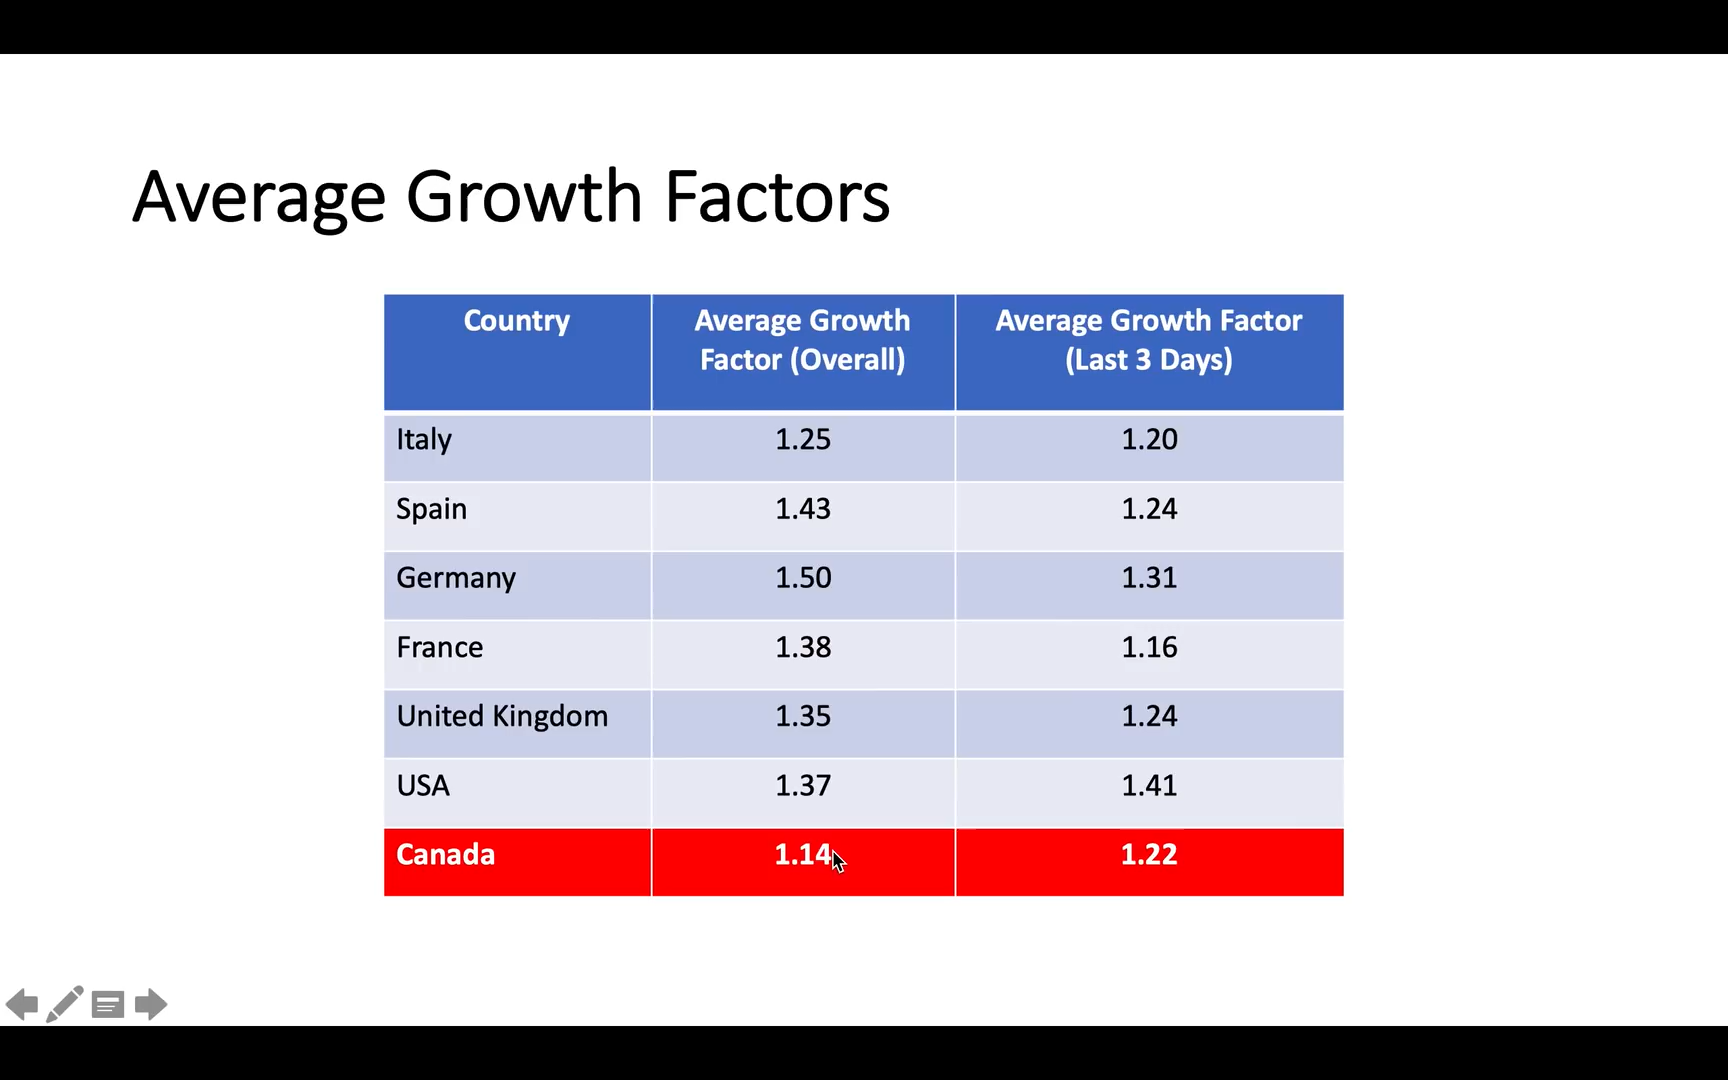 Average Growth Factors
Country
Average Growth
Factor (Overall)
Average Growth Factor
(Last 3 Days)
Italy 1.25 1.20
Spain 1.43 1.24
Germany 1.50 1.31
France 1.38 1.16
United Kingdom 1.35 1.24
USA 1.37 1.41
Canada 1.14 1.22